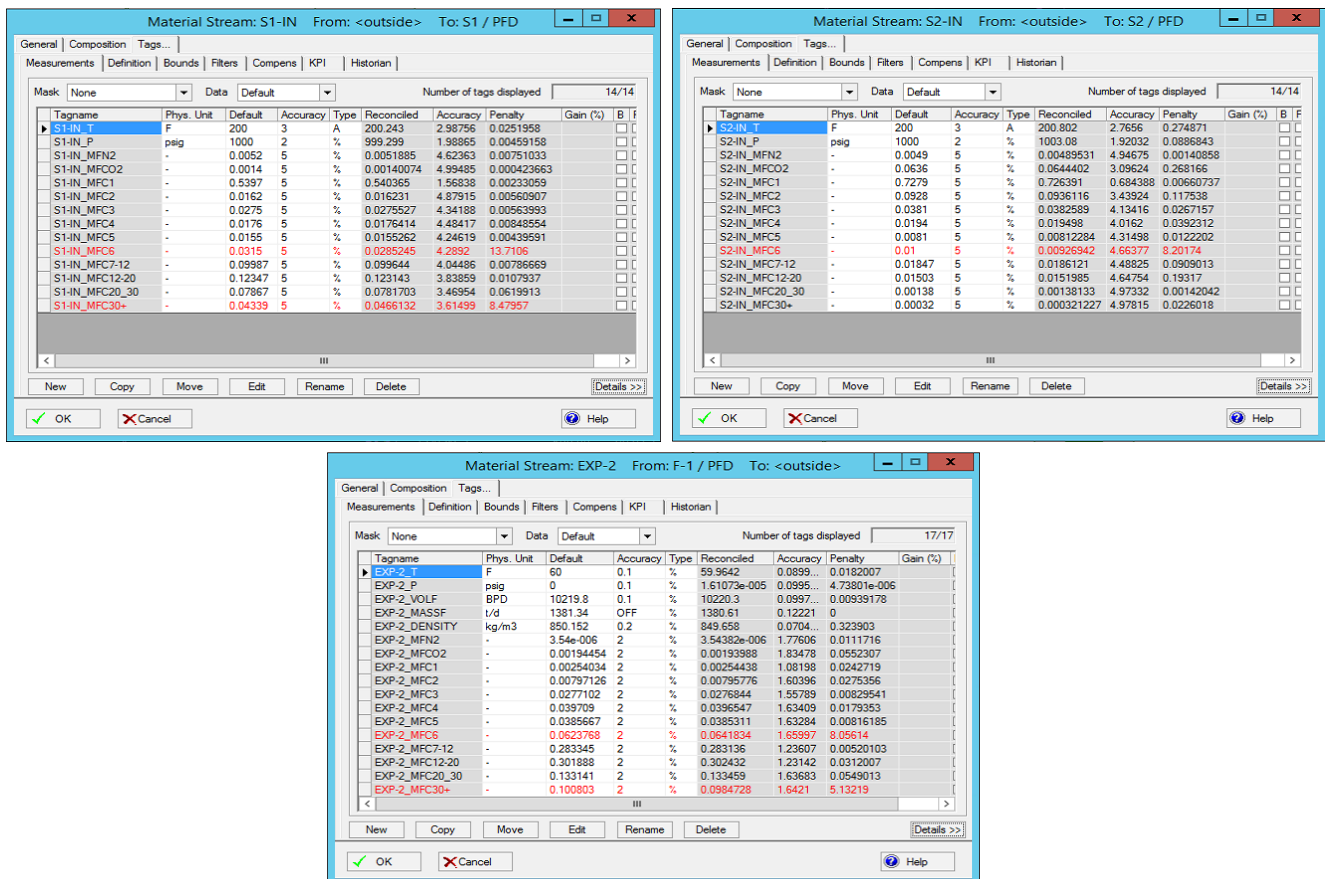 Material Stream: S1-IN From: <outside> To: S1 / PFD
General Composition Tags...
Measurements Definition Bounds Filters Compens KPI Historian
Mask None Data Default Number of tags displayed 14/14
Tagname Phys. Unit Default Accuracy Type Reconciled Accuracy Penalty Gain (%) B F
S1-IN_T F 200 3 A 200.243 2.98756 0.0251958
S1-IN_P psig 1000 2 % 999.299 1.98865 0.00459158
S1-IN_MFN2 - 0.0052 5 % 0.0051885 4.62363 0.00751033
S1-IN_MFCO2 - 0.0014 5 % 0.00140074 4.99485 0.000423663
S1-IN_MFC1 - 0.5397 5 % 0.540365 1.56838 0.00233059
S1-IN_MFC2 - 0.0162 5 % 0.016231 4.87915 0.00560907
S1-IN_MFC3 - 0.0275 5 % 0.0275527 4.34188 0.00563993
S1-IN_MFC4 - 0.0176 5 % 0.0176414 4.48417 0.00848554
S1-IN_MFC5 - 0.0155 5 % 0.0155262 4.24619 0.00439591
S1-IN_MFC6 - 0.0315 5 % 0.0285245 4.2892 13.7106
S1-IN_MFC7-12 - 0.09987 5 % 0.099644 4.04486 0.00786669
S1-IN_MFC12-20 - 0.12347 5 % 0.123143 3.83859 0.0107937
S1-IN_MFC20_30 - 0.07867 5 % 0.0781703 3.46954 0.0619913
S1-IN_MFC30+ - 0.04339 5 % 0.0466132 3.61499 8.47957
New Copy Move Edit Rename Delete Details >>
OK Cancel Help
Material Stream: S2-IN From: <outside> To: S2 / PFD
General Composition Tags...
Measurements Definition Bounds Filters Compens KPI Historian
Mask None Data Default Number of tags displayed 14/14
Tagname Phys. Unit Default Accuracy Type Reconciled Accuracy Penalty Gain (%) B F
S2-IN_T F 200 3 A 200.802 2.7656 0.274871
S2-IN_P psig 1000 2 % 1003.08 1.92032 0.0886843
S2-IN_MFN2 - 0.0049 5 % 0.00489531 4.94675 0.00140858
S2-IN_MFCO2 - 0.0636 5 % 0.0644402 3.09624 0.268166
S2-IN_MFC1 - 0.7279 5 % 0.726391 0.684388 0.00660737
S2-IN_MFC2 - 0.0928 5 % 0.0936116 3.43924 0.117538
S2-IN_MFC3 - 0.0381 5 % 0.0382589 4.13416 0.0267157
S2-IN_MFC4 - 0.0194 5 % 0.019498 4.0162 0.0392312
S2-IN_MFC5 - 0.0081 5 % 0.00812284 4.31498 0.0122202
S2-IN_MFC6 - 0.01 5 % 0.00926942 4.66377 8.20174
S2-IN_MFC7-12 - 0.01847 5 % 0.0186121 4.48825 0.0909013
S2-IN_MFC12-20 - 0.01503 5 % 0.0151985 4.64754 0.19317
S2-IN_MFC20_30 - 0.00138 5 % 0.00138133 4.97332 0.00142042
S2-IN_MFC30+ - 0.00032 5 % 0.000321227 4.97815 0.0226018
New Copy Move Edit Rename Delete Details >>
OK Cancel Help
Material Stream: EXP-2 From: F-1 / PFD To: <outside>
General Composition Tags...
Measurements Definition Bounds Filters Compens KPI Historian
Mask None Data Default Number of tags displayed 17/17
Tagname Phys. Unit Default Accuracy Type Reconciled Accuracy Penalty Gain (%)
EXP-2_T F 60 0.1 % 59.9642 0.0899... 0.0182007
EXP-2_P psig 0 0.1 % 1.61073e-005 0.0995... 4.73801e-006
EXP-2_VOLF BPD 10219.8 0.1 % 10220.3 0.0997... 0.00939178
EXP-2_MASSF t/d 1381.34 OFF % 1380.61 0.12221 0
EXP-2_DENSITY kg/m3 850.152 0.2 % 849.658 0.0704... 0.323903
EXP-2_MFN2 - 3.54e-006 2 % 3.54382e-006 1.77606 0.0111716
EXP-2_MFCO2 - 0.00194454 2 % 0.00193988 1.83478 0.0552307
EXP-2_MFC1 - 0.00254034 2 % 0.00254438 1.08198 0.0242719
EXP-2_MFC2 - 0.00797126 2 % 0.00795776 1.60396 0.0275356
EXP-2_MFC3 - 0.0277102 2 % 0.0276844 1.55789 0.00829541
EXP-2_MFC4 - 0.039709 2 % 0.0396547 1.63409 0.0179353
EXP-2_MFC5 - 0.0385667 2 % 0.0385311 1.63284 0.00816185
EXP-2_MFC6 - 0.0623768 2 % 0.0641834 1.65997 8.05614
EXP-2_MFC7-12 - 0.283345 2 % 0.283136 1.23607 0.00520103
EXP-2_MFC12-20 - 0.301888 2 % 0.302432 1.23142 0.0312007
EXP-2_MFC20_30 - 0.133141 2 % 0.133459 1.63683 0.0549013
EXP-2_MFC30+ - 0.100803 2 % 0.0984728 1.6421 5.13219
New Copy Move Edit Rename Delete Details >>
OK Cancel Help